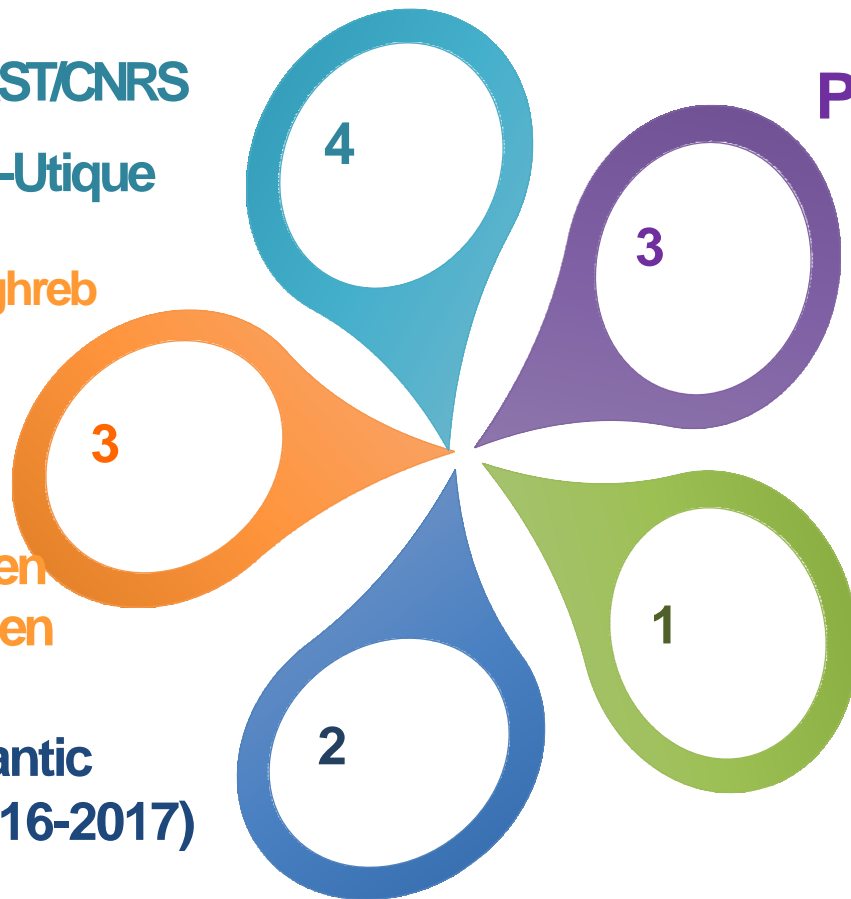 ST/CNRS
P
4
-Utique
3
ghreb
3
en
en
1
2
antic
16-2017)